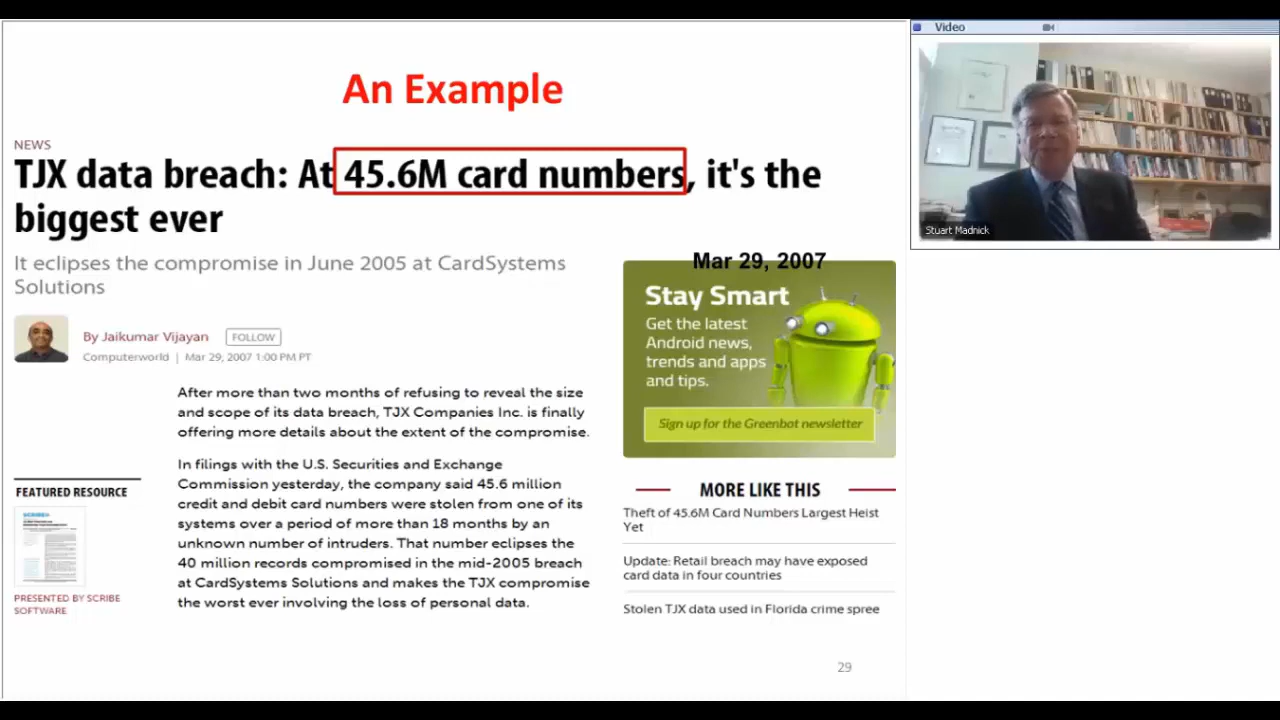 An Example
NEWS
TJX data breach: At 45.6M card numbers, it's the
biggest ever
It eclipses the compromise in June 2005 at CardSystems
Solutions
By Jaikumar Vijayan FOLLOW
Computerworld | Mar 29, 2007 1:00 PM PT
After more than two months of refusing to reveal the size
and scope of its data breach, TJX Companies Inc. is finally
offering more details about the extent of the compromise.
In filings with the U.S. Securities and Exchange
Commission yesterday, the company said 45.6 million
credit and debit card numbers were stolen from one of its
systems over a period of more than 18 months by an
unknown number of intruders. That number eclipses the
40 million records compromised in the mid-2005 breach
at CardSystems Solutions and makes the TJX compromise
the worst ever involving the loss of personal data.
FEATURED RESOURCE
PRESENTED BY SCRIBE
SOFTWARE
Mar 29, 2007
Stay Smart
Get the latest
Android news,
trends and apps
and tips.
Sign up for the Greenbot newsletter
MORE LIKE THIS
Theft of 45.6M Card Numbers Largest Heist
Yet
Update: Retail breach may have exposed
card data in four countries
Stolen TJX data used in Florida crime spree
29
Video
Stuart Madnick